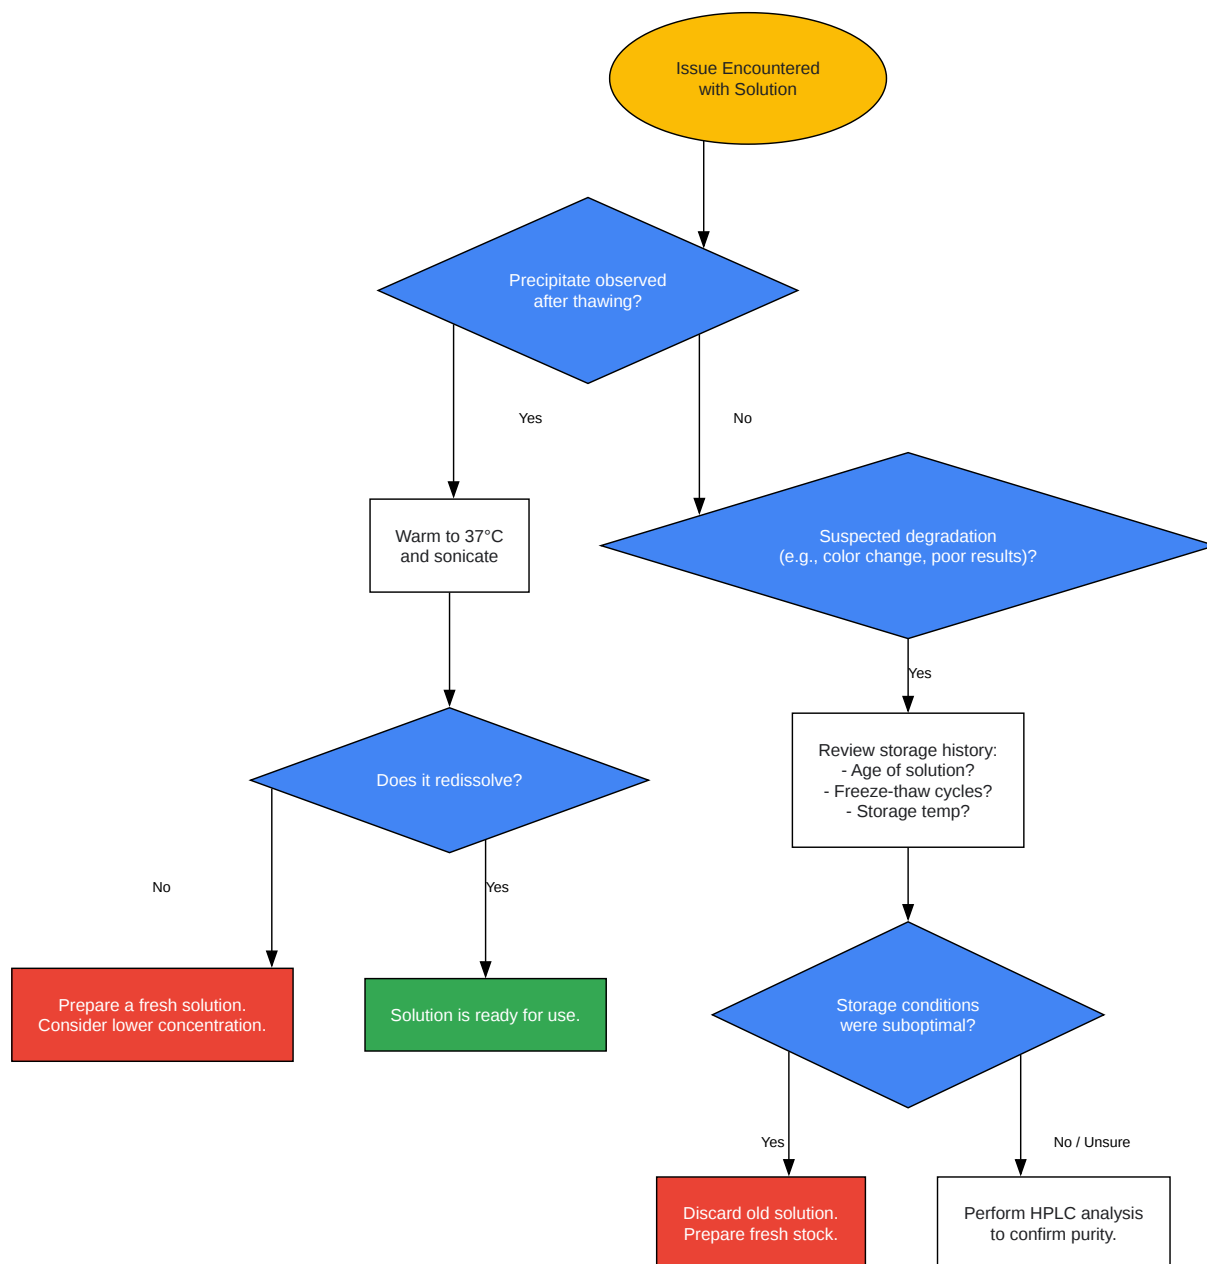 Issue Encountered
with Solution
Precipitate observed
after thawing?
Yes
No
Warm to 37°C
and sonicate
Suspected degradation
(e.g., color change, poor results)?
Yes
Review storage history:
- Age of solution?
- Freeze-thaw cycles?
- Storage temp?
Does it redissolve?
No
Yes
Prepare a fresh solution.
Consider lower concentration.
Solution is ready for use.
Storage conditions
were suboptimal?
Yes
No / Unsure
Discard old solution.
Prepare fresh stock.
Perform HPLC analysis
to confirm purity.